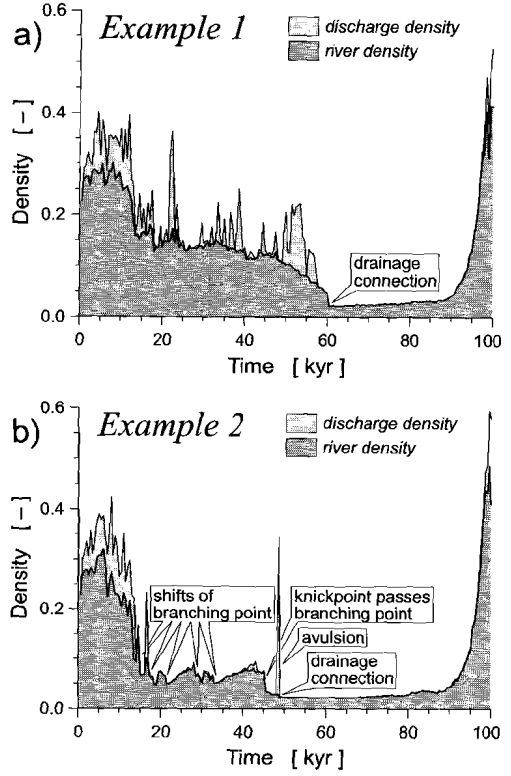 a)
Example 1
discharge density
river density
0.6
0.4
0.2
0.0
Density [ – ]
drainage
connection
0
20
40
60
80
100
Time [ kyr ]
b)
Example 2
discharge density
river density
0.6
0.4
0.2
0.0
Density [ – ]
shifts of
branching point
knickpoint passes
branching point
avulsion
drainage
connection
0
20
40
60
80
100
Time [ kyr ]